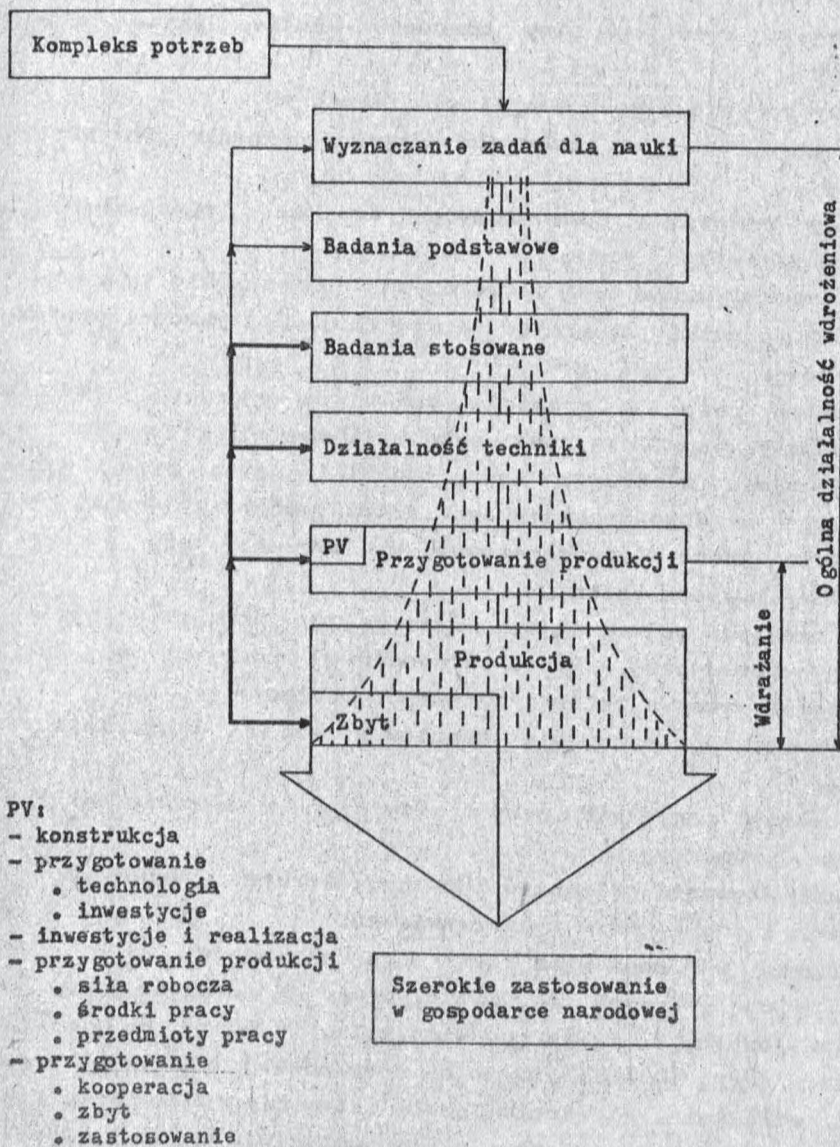 Kompleks potrzeb
Wyznaczanie zadań dla nauki
Badania podstawowe
Badania stosowane
Działalność techniki
PV
Przygotowanie produkcji
Produkcja
Zbyt
Wdrażanie
Ogólna działalność wdrożeniowa
PV:
- konstrukcja
- przygotowanie
• technologia
• inwestycje
- inwestycje i realizacja
- przygotowanie produkcji
• siła robocza
• środki pracy
• przedmioty pracy
- przygotowanie
• kooperacja
• zbyt
• zastosowanie
Szerokie zastosowanie
w gospodarce narodowej